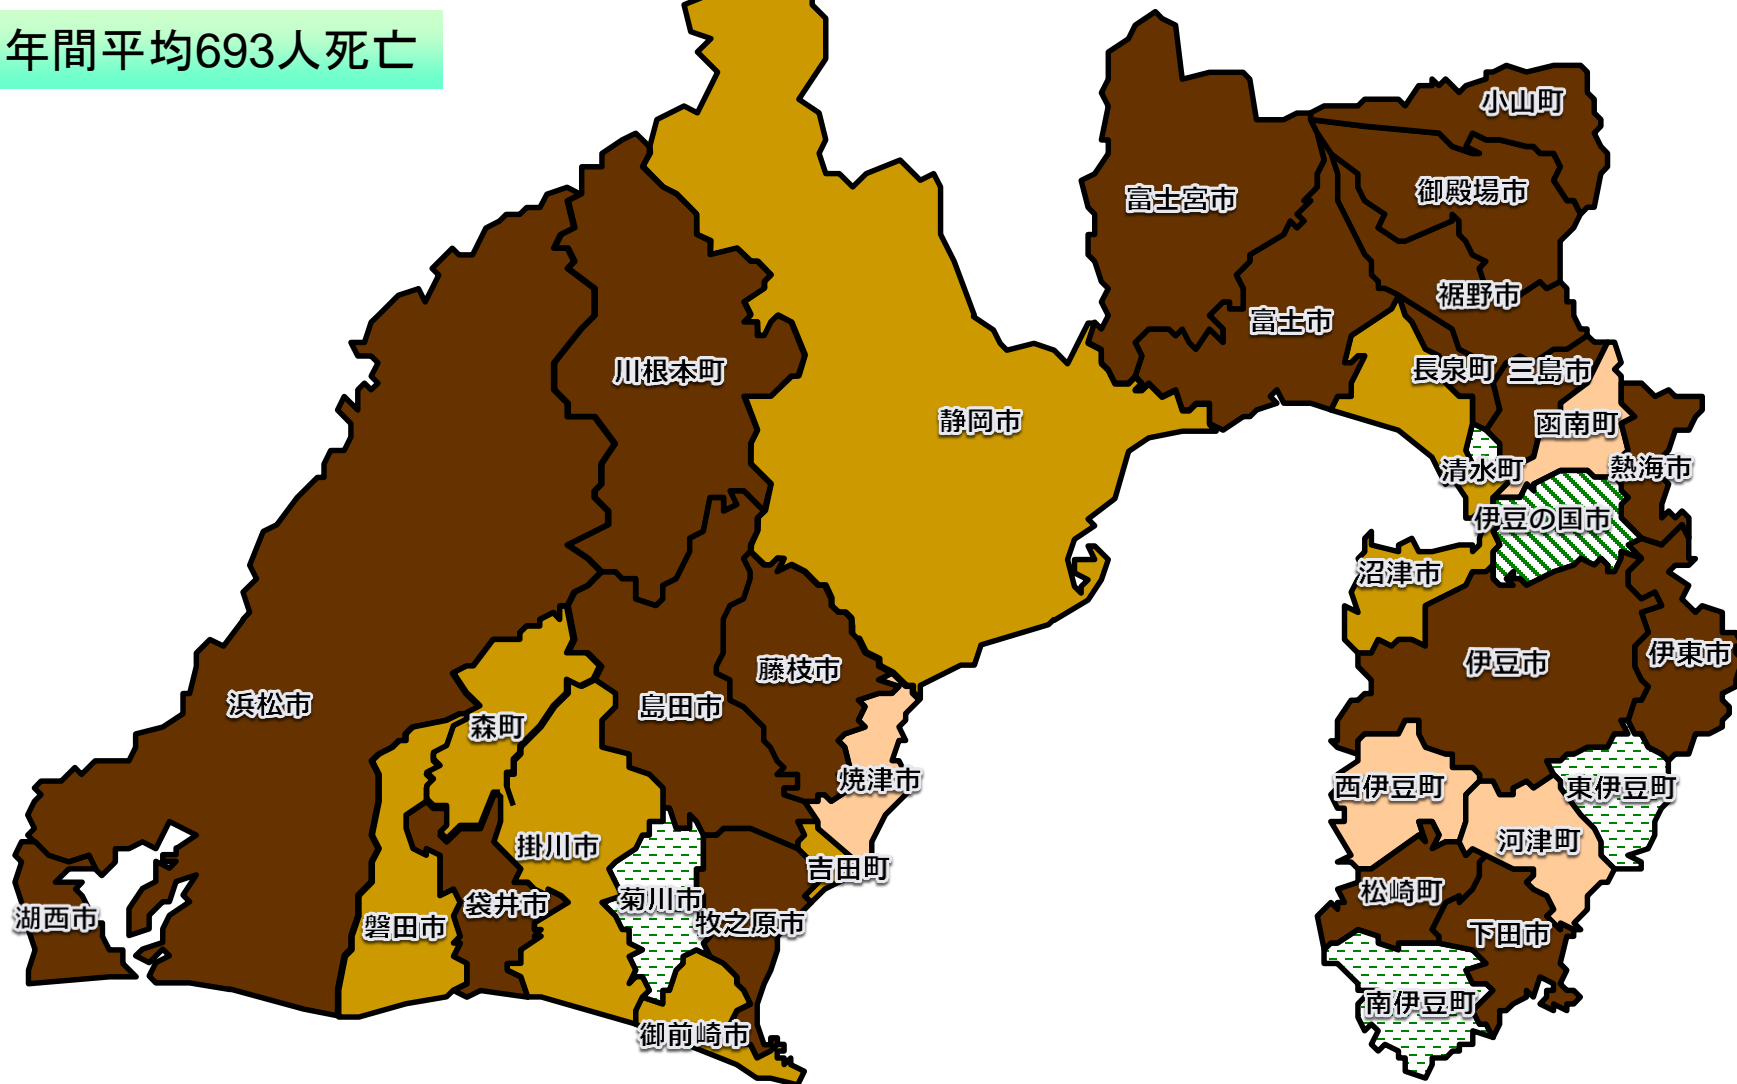 年間平均693人死亡
小山町
御殿場市
富士宮市
裾野市
富士市
長泉町
三島市
川根本町
静岡市
函南町
清水町
熱海市
伊豆の国市
沼津市
伊東市
伊豆市
藤枝市
島田市
浜松市
森町
焼津市
西伊豆町
東伊豆町
河津町
掛川市
吉田町
松崎町
菊川市
袋井市
湖西市
磐田市
牧之原市
下田市
南伊豆町
御前崎市